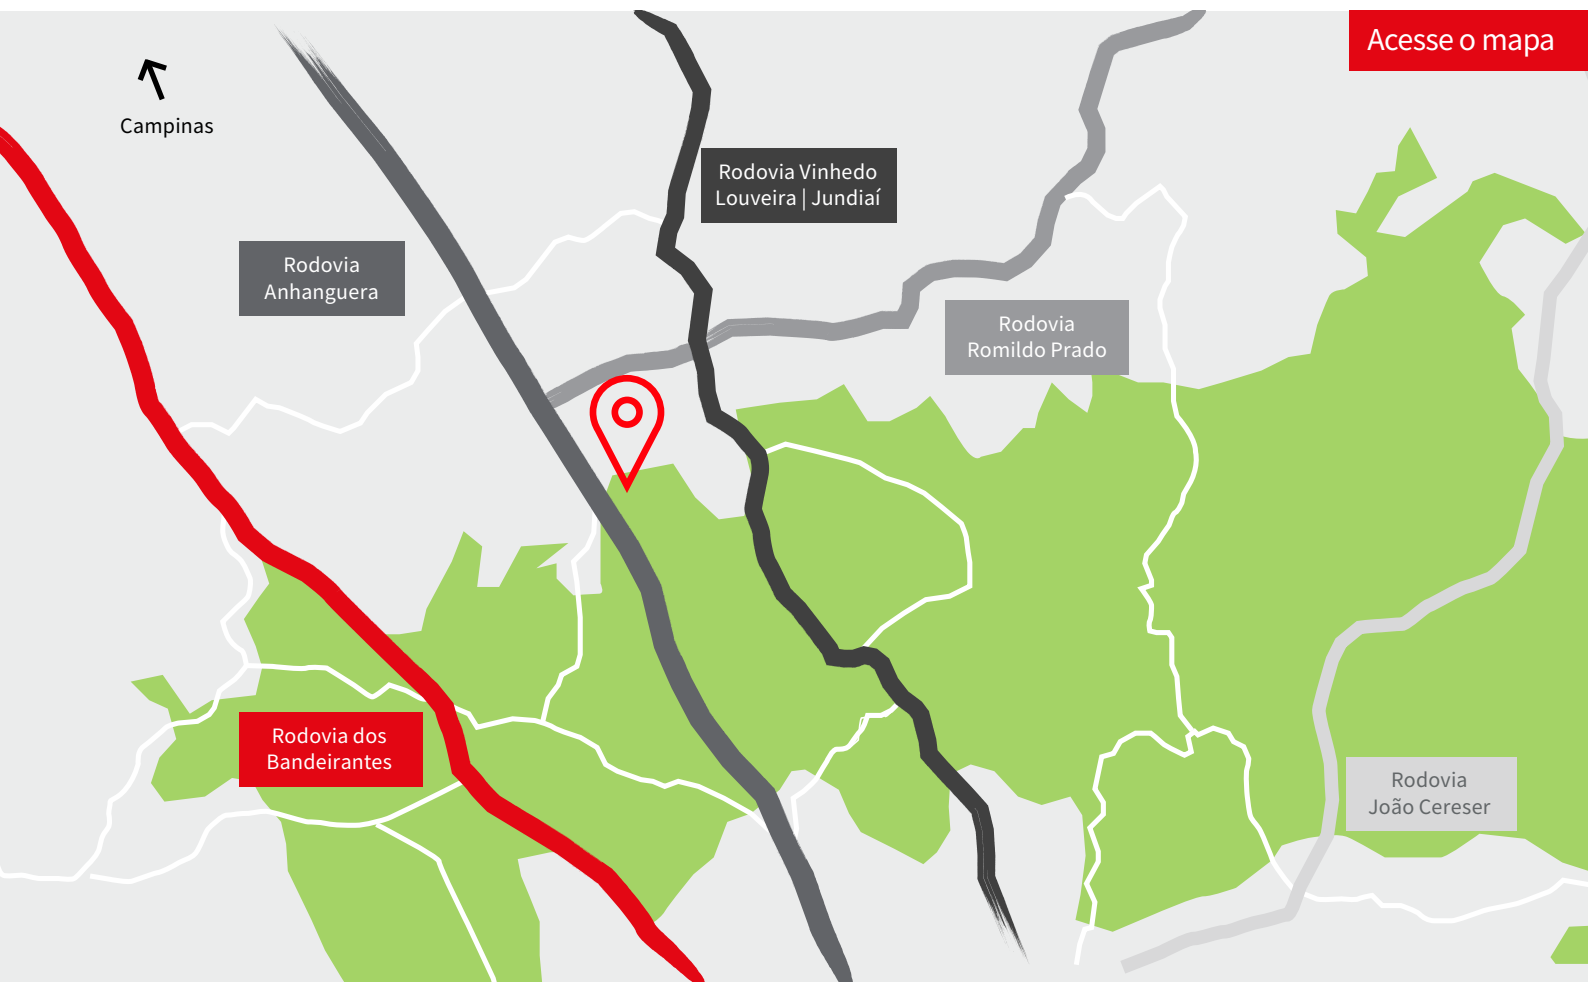 Acesse o mapa
Campinas
Rodovia Vinhedo
Louveira | Jundiaí
Rodovia
Anhanguera
Rodovia
Romildo Prado
Rodovia dos
Bandeirantes
Rodovia
João Cereser